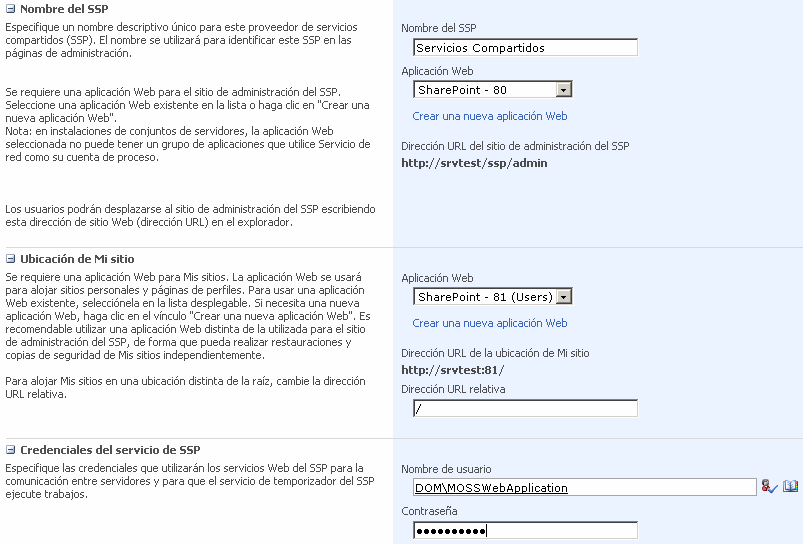 Nombre del SSP
Especifique un nombre descriptivo único para este proveedor de servicios
compartidos (SSP). El nombre se utilizará para identificar este SSP en las
páginas de administración.
Se requiere una aplicación Web para el sitio de administración del SSP.
Seleccione una aplicación Web existente en la lista o haga clic en "Crear una
nueva aplicación Web".
Nota: en instalaciones de conjuntos de servidores, la aplicación Web
seleccionada no puede tener un grupo de aplicaciones que utilice Servicio de
red como su cuenta de proceso.
Los usuarios podrán desplazarse al sitio de administración del SSP escribiendo
esta dirección de sitio Web (dirección URL) en el explorador.
Nombre del SSP
Servicios Compartidos
Aplicación Web
SharePoint - 80
Crear una nueva aplicación Web
Dirección URL del sitio de administración del SSP
http://srvtest/ssp/admin
Ubicación de Mi sitio
Se requiere una aplicación Web para Mis sitios. La aplicación Web se usará
para alojar sitios personales y páginas de perfiles. Para usar una aplicación
Web existente, selecciónela en la lista desplegable. Si necesita una nueva
aplicación Web, haga clic en el vínculo "Crear una nueva aplicación Web". Es
recomendable utilizar una aplicación Web distinta de la utilizada para el sitio
de administración del SSP, de forma que pueda realizar restauraciones y
copias de seguridad de Mis sitios independientemente.
Para alojar Mis sitios en una ubicación distinta de la raíz, cambie la dirección
URL relativa.
Aplicación Web
SharePoint - 81 (Users)
Crear una nueva aplicación Web
Dirección URL de la ubicación de Mi sitio
http://srvtest:81/
Dirección URL relativa
/
Credenciales del servicio de SSP
Especifique las credenciales que utilizarán los servicios Web del SSP para la
comunicación entre servidores y para que el servicio de temporizador del SSP
ejecute trabajos.
Nombre de usuario
DOM\MOSSWebApplication
Contraseña
●●●●●●●●●●